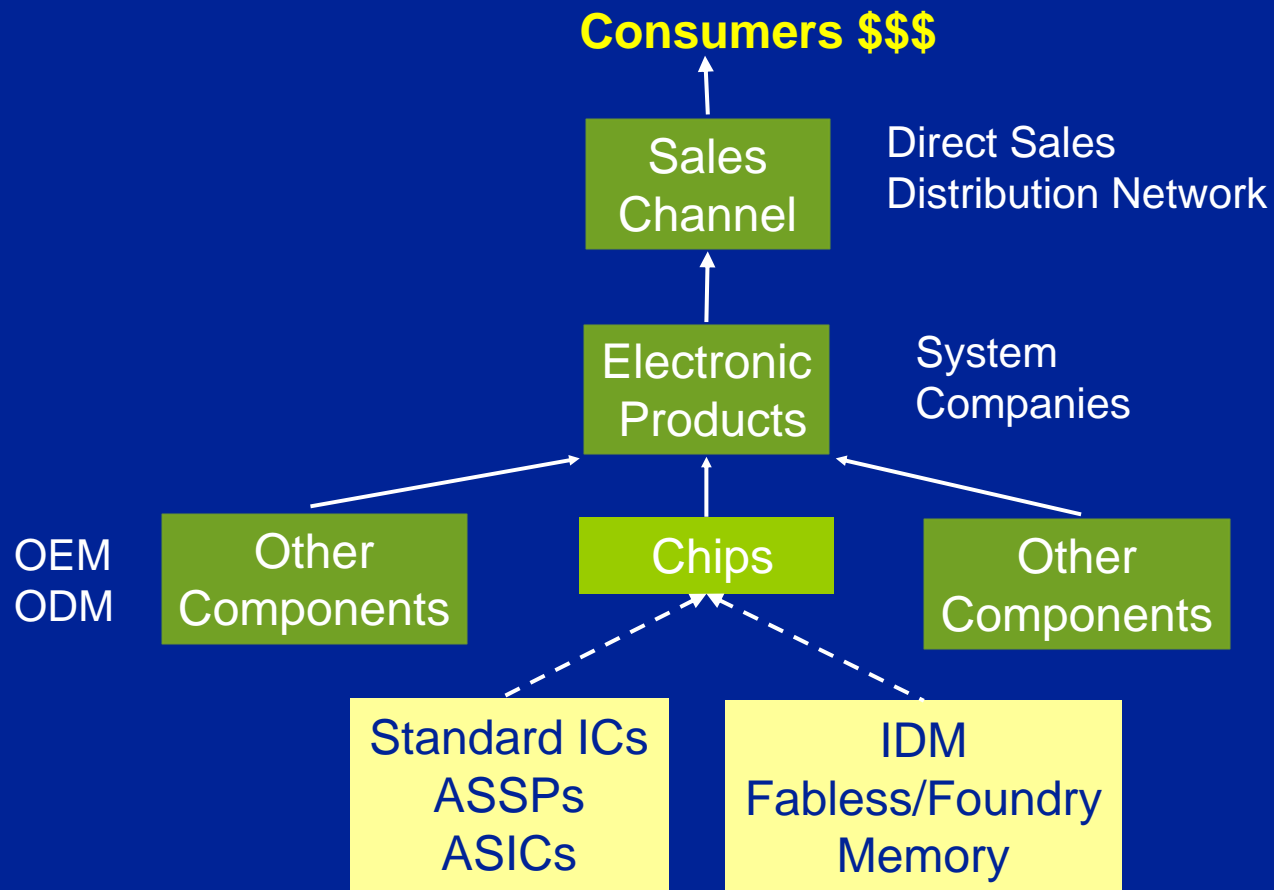 Consumers $$$
Sales
Channel
Direct Sales
Distribution Network
Electronic
Products
System
Companies
OEM
ODM
Other
Components
Chips
Other
Components
Standard ICs
ASSPs
ASICs
IDM
Fabless/Foundry
Memory